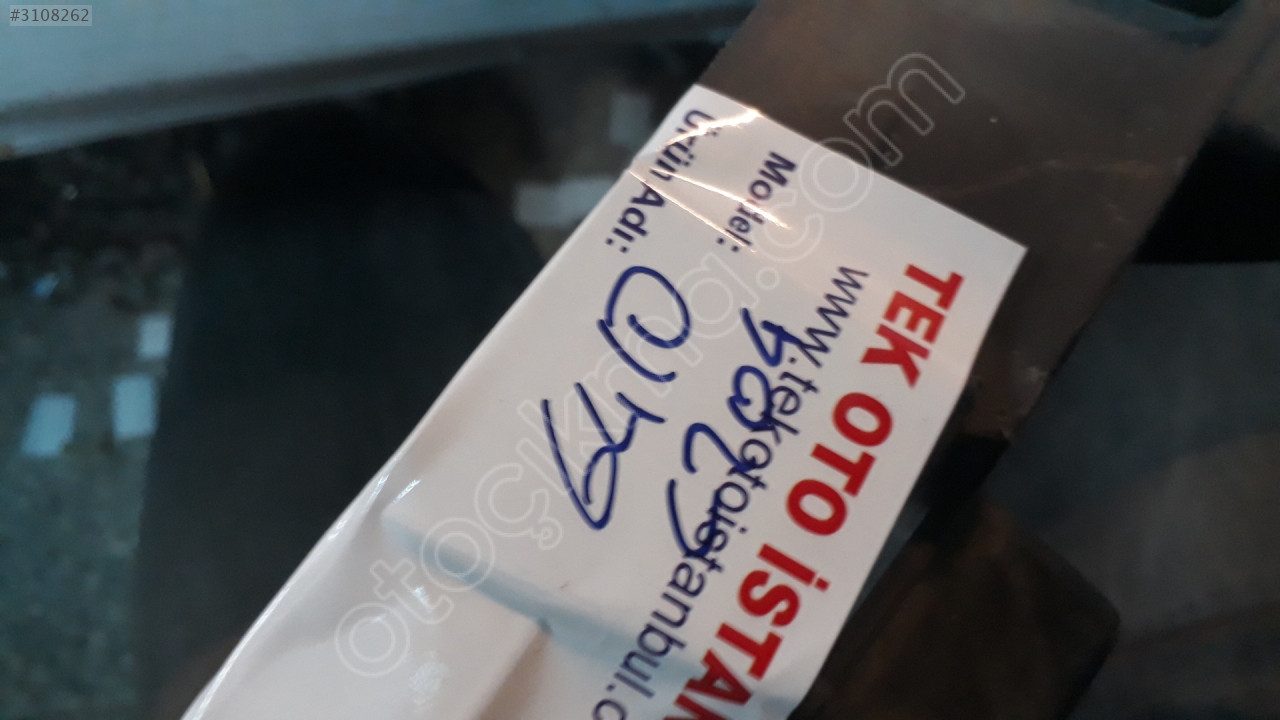 #3108262
TEK OTO İSTAN
www.tekotoistanbul.c
Model:
Ürün Adı:
otoçıkma.com